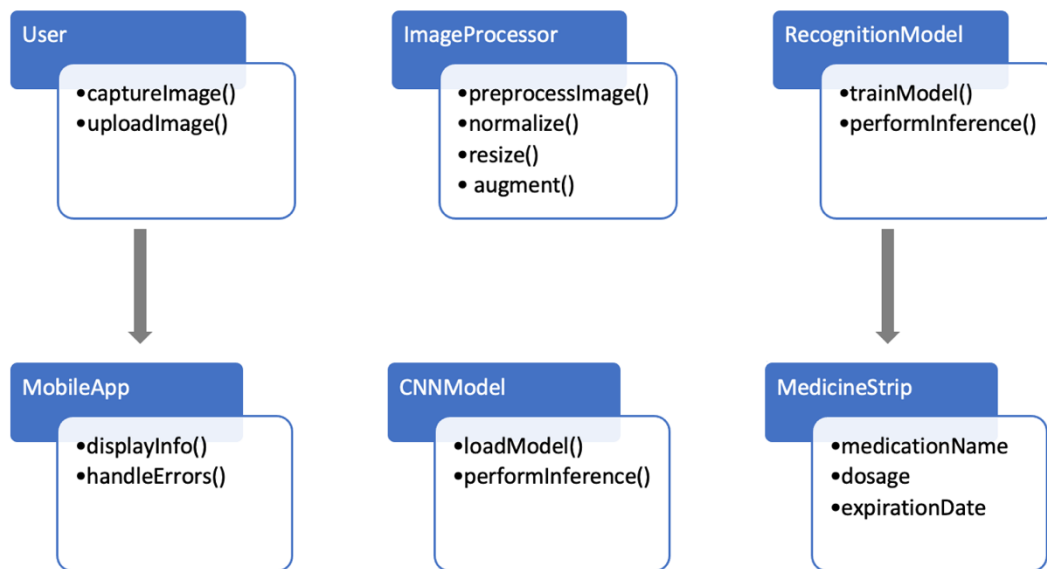 User
•captureImage()
•uploadImage()
ImageProcessor
•preprocessImage()
•normalize()
•resize()
• augment()
RecognitionModel
•trainModel()
•performInference()
MobileApp
•displayInfo()
•handleErrors()
CNNModel
•loadModel()
•performInference()
MedicineStrip
•medicationName
•dosage
•expirationDate